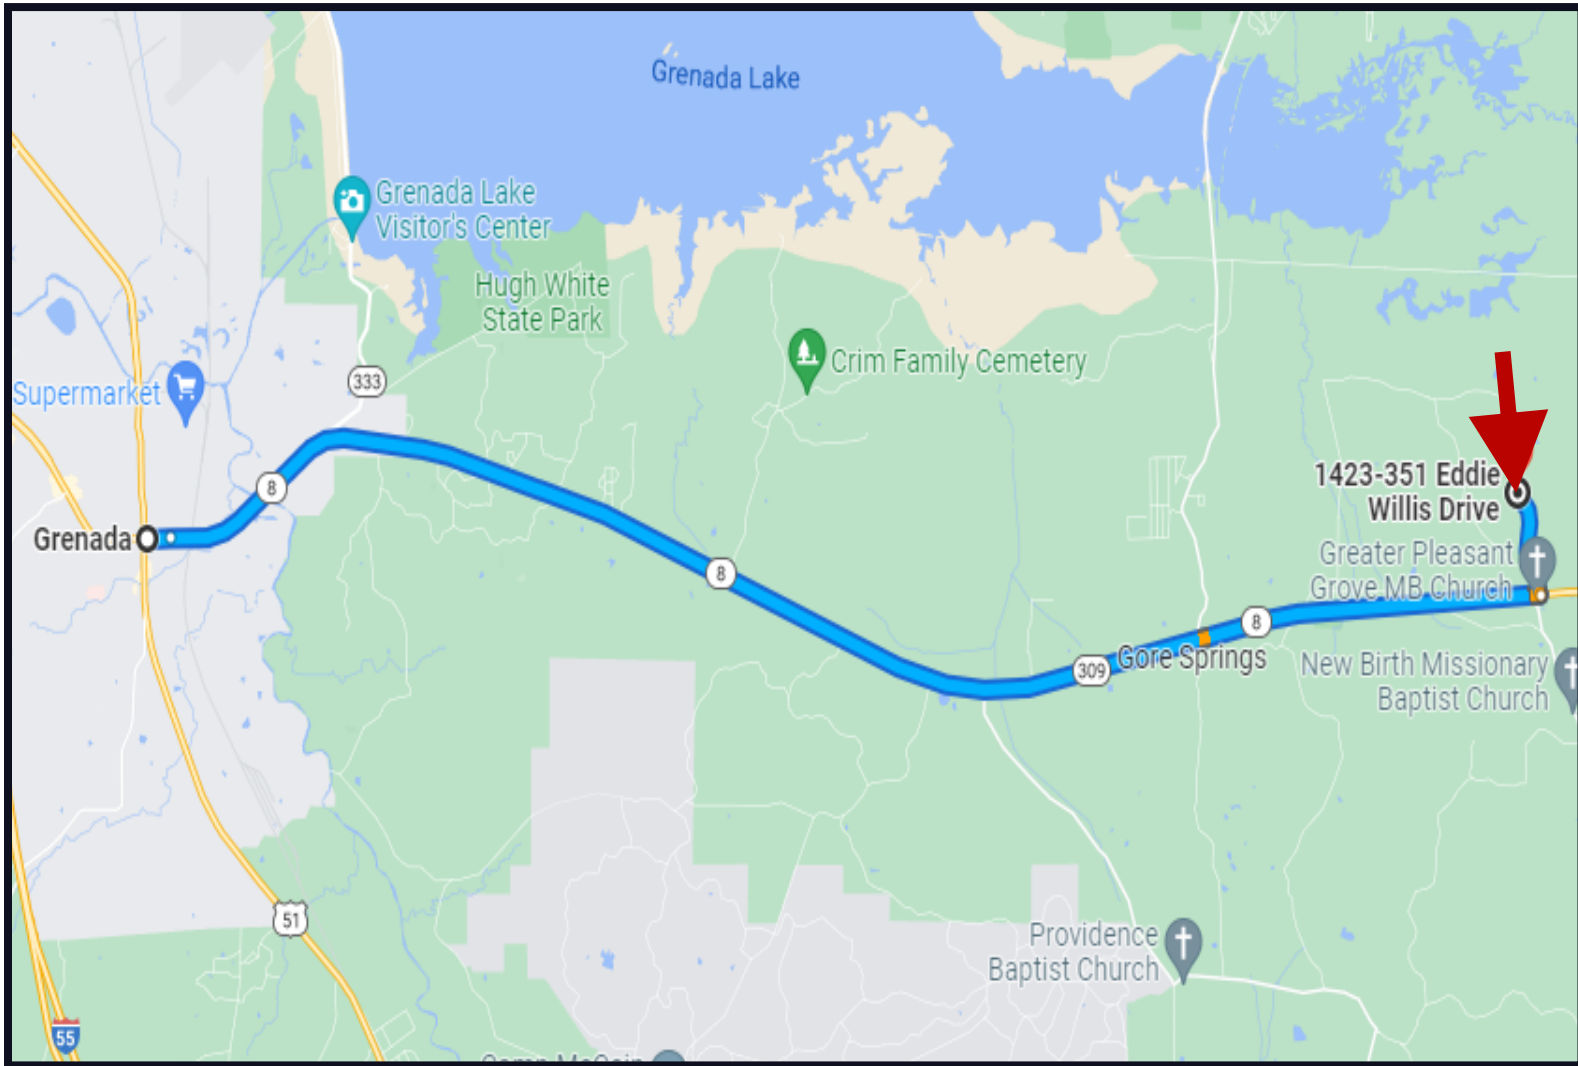 Grenada Lake
Grenada Lake
Visitor's Center
Hugh White
State Park
Crim Family Cemetery
Supermarket
333
8
Grenada
8
1423-351 Eddie
Willis Drive
Greater Pleasant
Grove MB Church
8
309
Gore Springs
New Birth Missionary
Baptist Church
51
Providence
Baptist Church
55
Camp McCain